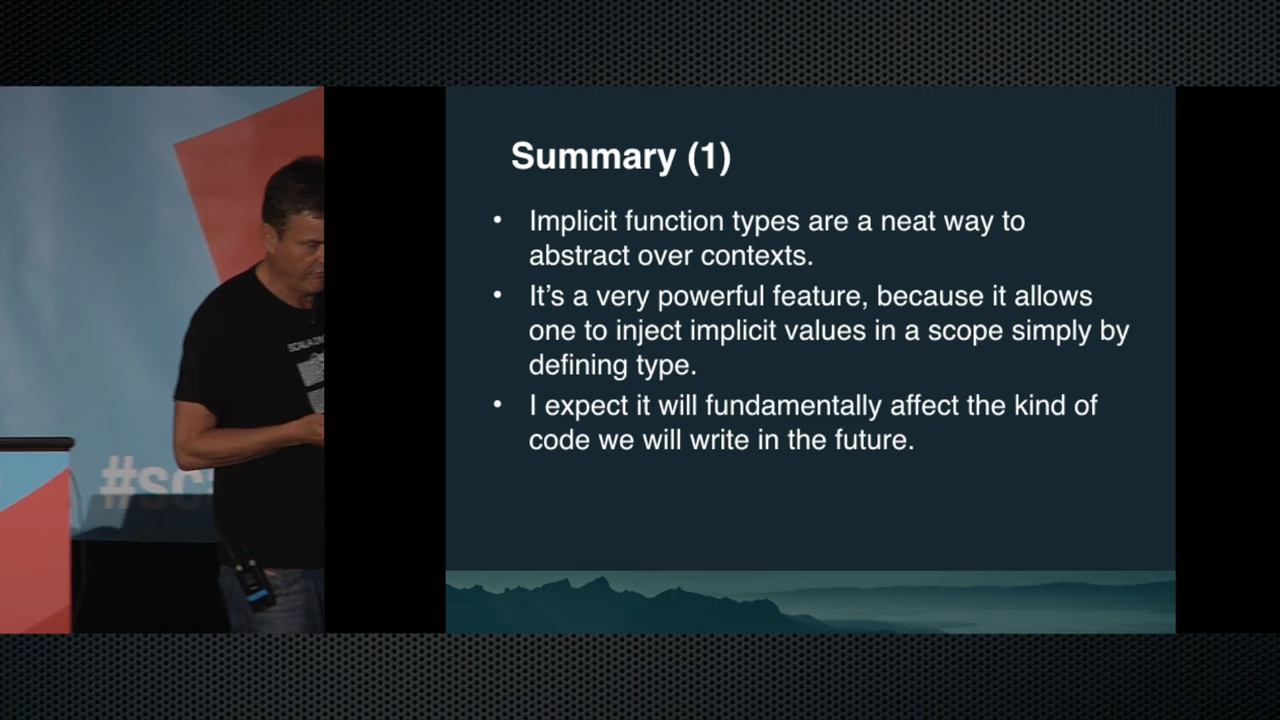 Summary (1)
• Implicit function types are a neat way to
abstract over contexts.
• It's a very powerful feature, because it allows
one to inject implicit values in a scope simply by
defining type.
• I expect it will fundamentally affect the kind of
code we will write in the future.
#sc
SCALA